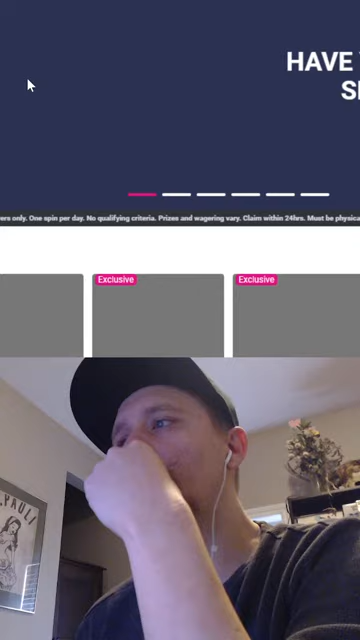 HAVE
ers only. One spin per day. No qualifying criteria. Prizes and wagering vary. Claim within 24hrs. Must be physica
Exclusive
Exclusive